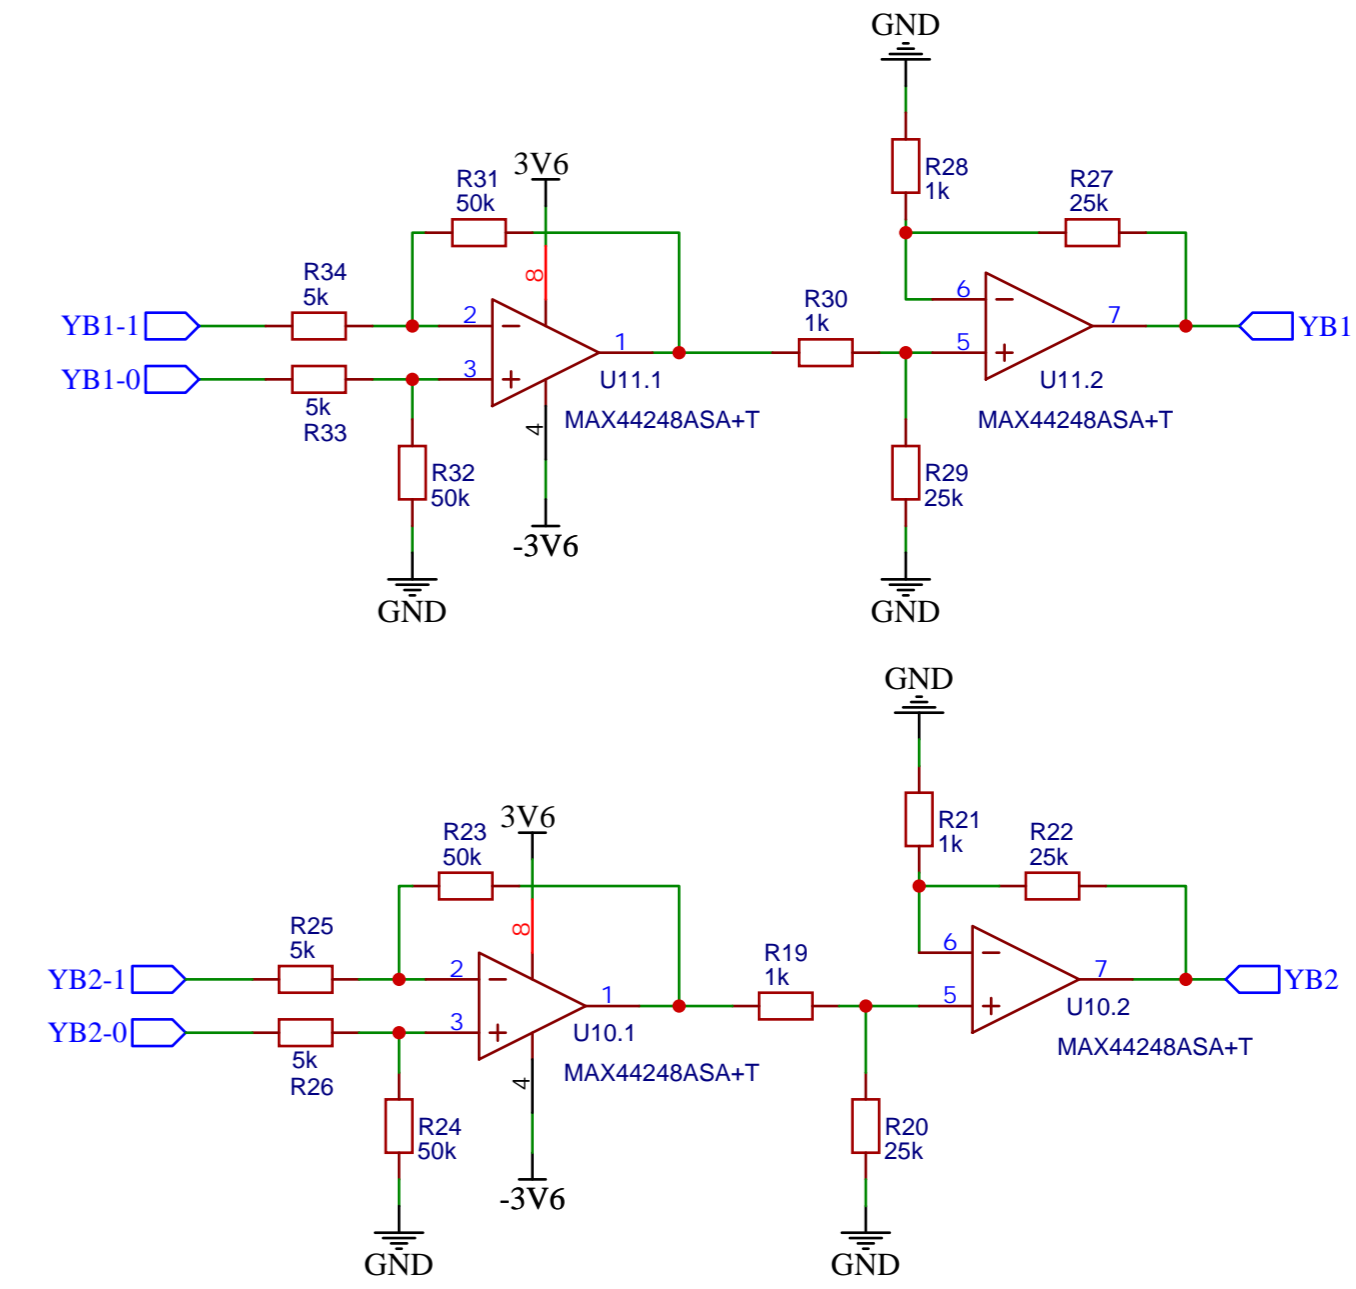 GND
R28
1k
R27
25k
3V6
R31
50k
8
R34
5k
YB1-1
2
6
7
YB1
R30
1k
1
5
YB1-0
3
5k
R33
U11.1
MAX44248ASA+T
U11.2
MAX44248ASA+T
4
R32
50k
R29
25k
-3V6
GND
GND
GND
3V6
R21
1k
R22
25k
R23
50k
8
R25
5k
YB2-1
2
6
7
YB2
R19
1k
1
5
YB2-0
3
5k
R26
U10.1
MAX44248ASA+T
U10.2
MAX44248ASA+T
4
R24
50k
R20
25k
-3V6
GND
GND